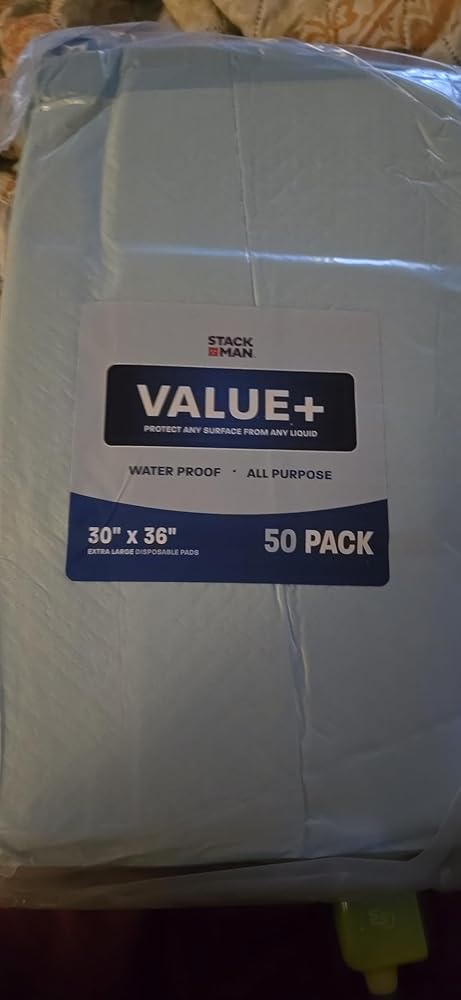 STACK
MAN
VALUE+
PROTECT ANY SURFACE FROM ANY LIQUID
WATER PROOF · ALL PURPOSE
30" x 36"
EXTRA LARGE DISPOSABLE PADS
50 PACK